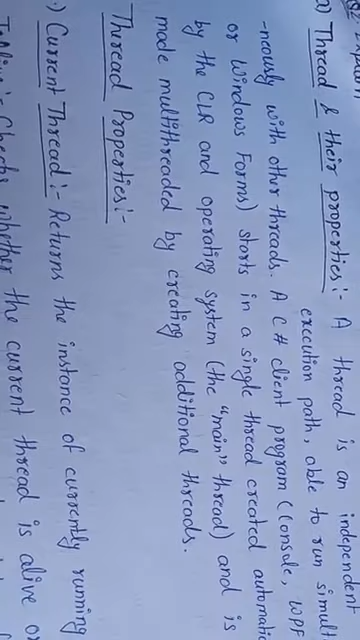 a) Thread & their properties:- A thread is an independent
execution path, able to run simult
-neously with other threads. A C# client program (Console, WPF
or Windows Forms) starts in a single thread created automat
by the CLR and operating system (the "main" thread) and is
made multithreaded by creating additional threads.
Thread Properties:-
Current Thread:- Returns the instance of currently running
Checks whether the current thread is alive or